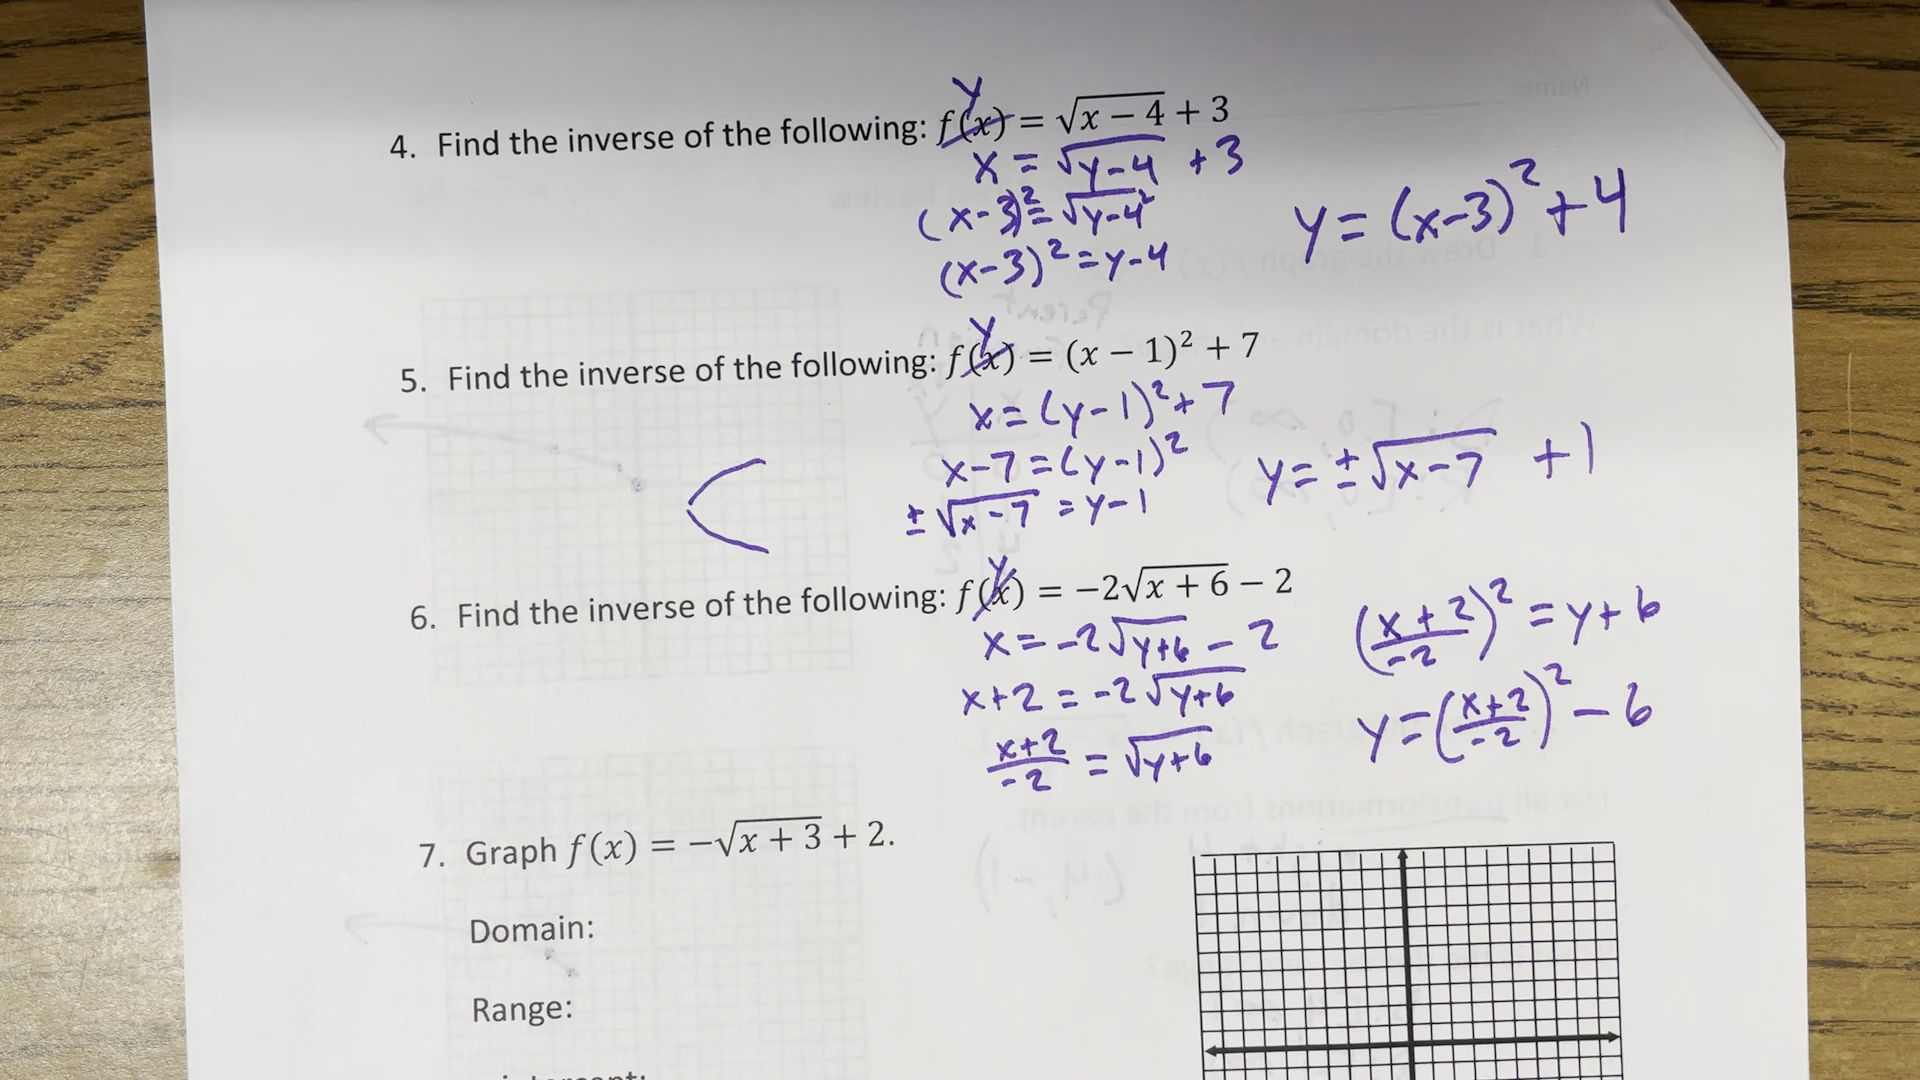 4. Find the inverse of the following: f(x) = √x − 4 + 3
y
x = √y-4 + 3
(x-3)² = √y-4²
(x-3)² = y-4
y = (x-3)² + 4
5. Find the inverse of the following: f(x) = (x − 1)² + 7
y
x = (y-1)² + 7
x-7 = (y-1)²
± √x-7 = y-1
y = ± √x-7 + 1
6. Find the inverse of the following: f(x) = −2√x + 6 − 2
y
x = -2√y+6 - 2
x+2 = -2√y+6
x+2/-2 = √y+6
(x+2/-2)² = y+6
y = (x+2/-2)² - 6
7. Graph f(x) = −√x + 3 + 2.
Domain:
Range: